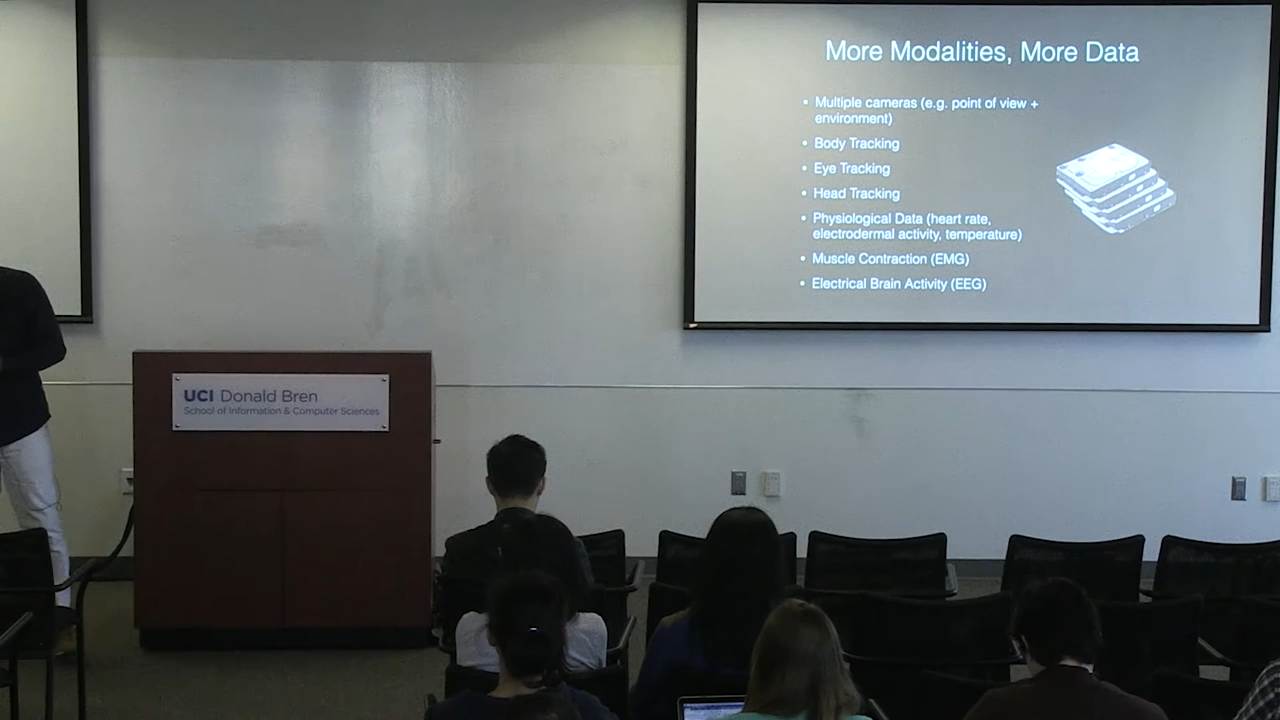 More Modalities, More Data
• Multiple cameras (e.g. point of view +
environment)
• Body Tracking
• Eye Tracking
• Head Tracking
• Physiological Data (heart rate,
electrodermal activity, temperature)
• Muscle Contraction (EMG)
• Electrical Brain Activity (EEG)
UCI Donald Bren
School of Information & Computer Sciences